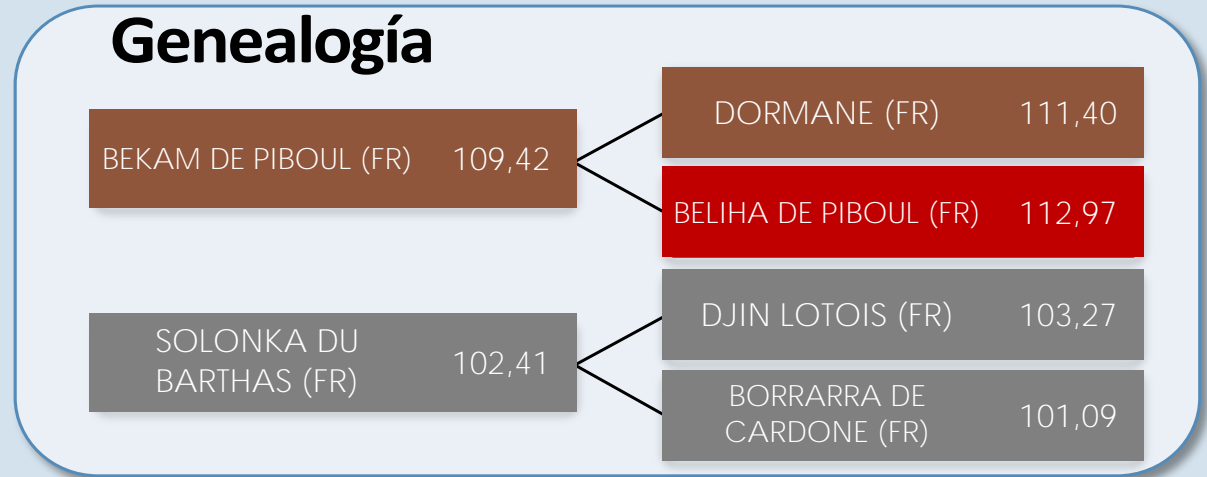 Genealogía
BEKAM DE PIBOUL (FR) 109,42
DORMANE (FR) 111,40
BELIHA DE PIBOUL (FR) 112,97
SOLONKA DU
BARTHAS (FR) 102,41
DJIN LOTOIS (FR) 103,27
BORRARRA DE
CARDONE (FR) 101,09